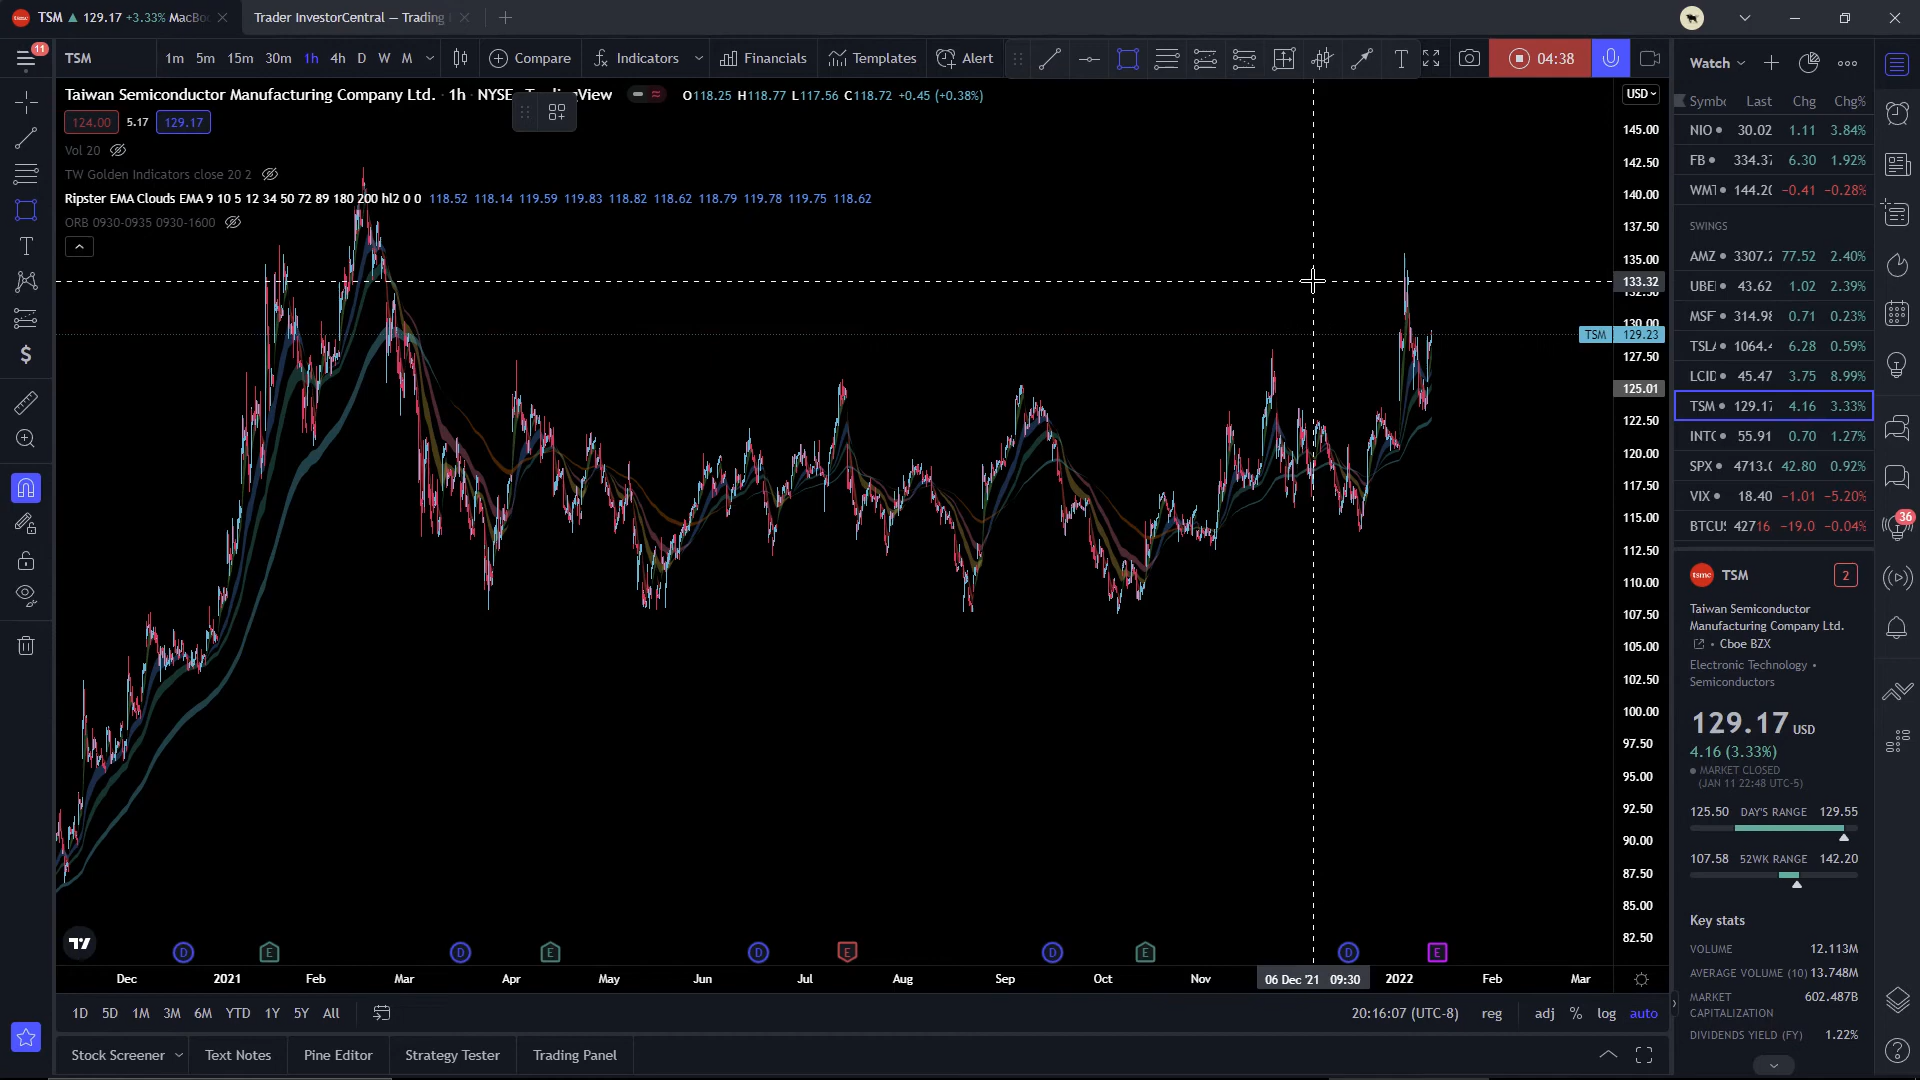 TSM ▲ 129.17 +3.33% MacBo
Trader InvestorCentral — Trading
11
TSM
1m 5m 15m 30m 1h 4h D W M
Compare
Indicators
Financials
Templates
Alert
04:38
Watch
Taiwan Semiconductor Manufacturing Company Ltd. · 1h · NYSE
TradingView
O118.25 H118.77 L117.56 C118.72 +0.45 (+0.38%)
USD
124.00 5.17 129.17
Vol 20
TW Golden Indicators close 20 2
Ripster EMA Clouds EMA 9 10 5 12 34 50 72 89 180 200 hl2 0 0 118.52 118.14 119.59 119.83 118.82 118.62 118.79 119.78 119.75 118.62
ORB 0930-0935 0930-1600
145.00
142.50
140.00
137.50
135.00
133.32
132.50
130.00
TSM 129.23
127.50
125.01
122.50
120.00
117.50
115.00
112.50
110.00
107.50
105.00
102.50
100.00
97.50
95.00
92.50
90.00
87.50
85.00
82.50
D E D E D E D E D E
Dec 2021 Feb Mar Apr May Jun Jul Aug Sep Oct Nov 06 Dec '21 09:30 2022 Feb Mar
1D 5D 1M 3M 6M YTD 1Y 5Y All
20:16:07 (UTC-8) reg adj % log auto
Stock Screener
Text Notes
Pine Editor
Strategy Tester
Trading Panel
Symbo Last Chg Chg%
NIO 30.02 1.11 3.84%
FB 334.37 6.30 1.92%
WMT 144.20 −0.41 −0.28%
SWINGS
AMZ 3307.2 77.52 2.40%
UBE 43.62 1.02 2.39%
MSF 314.98 0.71 0.23%
TSLA 1064.4 6.28 0.59%
LCID 45.47 3.75 8.99%
TSM 129.17 4.16 3.33%
INTC 55.91 0.70 1.27%
SPX 4713.0 42.80 0.92%
VIX 18.40 −1.01 −5.20%
BTCUS 42716 −19.0 −0.04%
36
tsmc TSM
2
Taiwan Semiconductor
Manufacturing Company Ltd.
• Cboe BZX
Electronic Technology •
Semiconductors
129.17 USD
4.16 (3.33%)
MARKET CLOSED
(JAN 11 22:48 UTC-5)
125.50 DAY'S RANGE 129.55
107.58 52WK RANGE 142.20
Key stats
VOLUME 12.113M
AVERAGE VOLUME (10) 13.748M
MARKET 602.487B
CAPITALIZATION
DIVIDENDS YIELD (FY) 1.22%